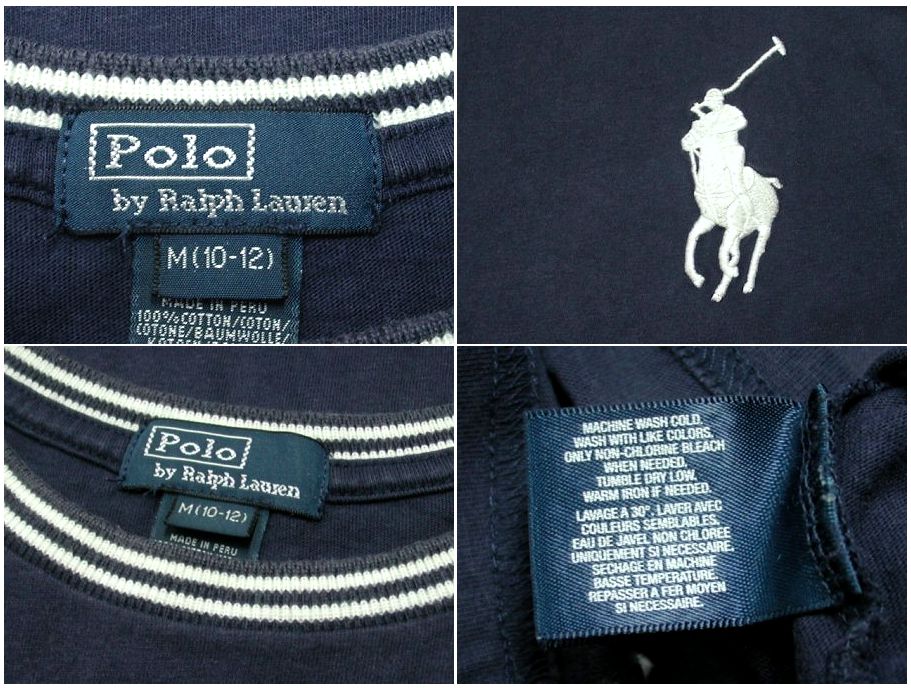 Polo
by Ralph Lauren
M(10-12)
MADE IN PERU
100%COTTON/COTON/
COTONE/BAUMWOLLE/
Polo
by Ralph Lauren
M(10-12)
MADE IN PERU
MACHINE WASH COLD.
WASH WITH LIKE COLORS.
ONLY NON-CHLORINE BLEACH
WHEN NEEDED.
TUMBLE DRY LOW.
WARM IRON IF NEEDED.
LAVAGE A 30°. LAVER AVEC
COULEURS SEMBLABLES.
EAU DE JAVEL NON CHLOREE
UNIQUEMENT SI NECESSAIRE.
SECHAGE EN MACHINE
BASSE TEMPERATURE.
REPASSER A FER MOYEN
SI NECESSAIRE.